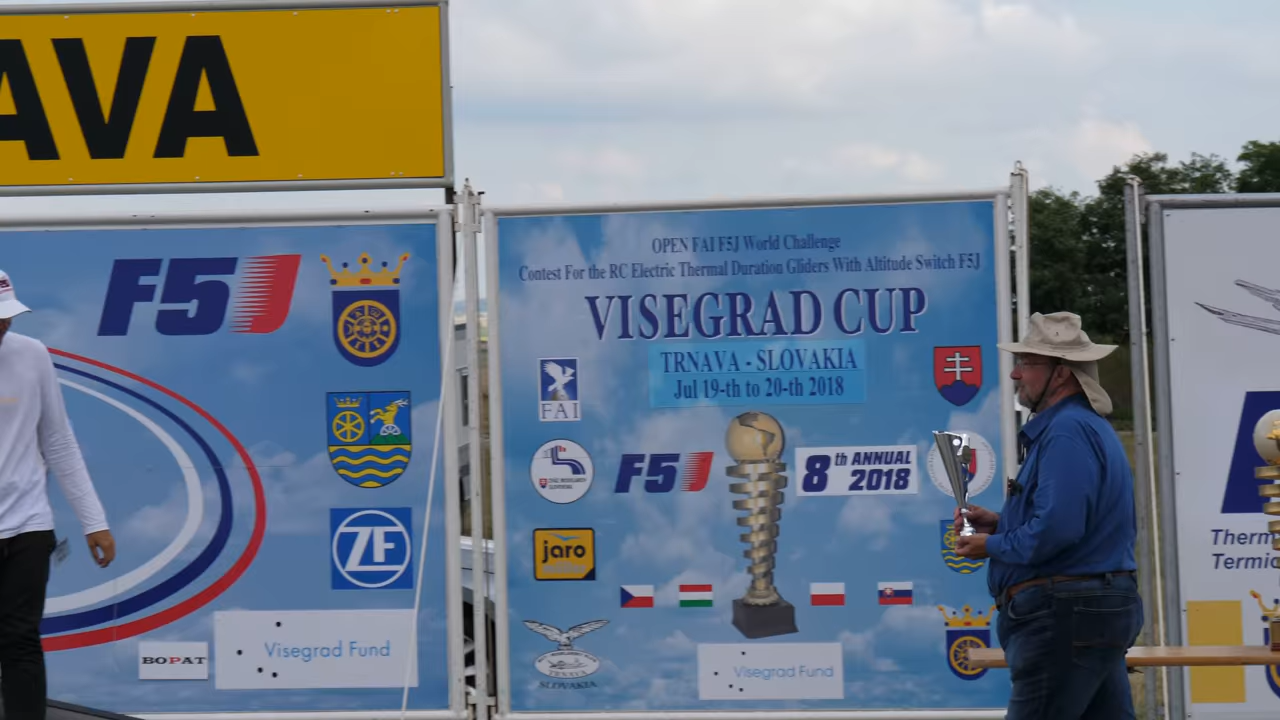 AVA
F5J
ZF
BOPAT
Visegrad Fund
OPEN FAI F5J World Challenge
Contest For the RC Electric Thermal Duration Gliders With Altitude Switch F5J
VISEGRAD CUP
TRNAVA - SLOVAKIA
Jul 19-th to 20-th 2018
FAI
F5J
8th ANNUAL
2018
jaro
TRNAVA
SLOVAKIA
Visegrad Fund
Therm
Termic